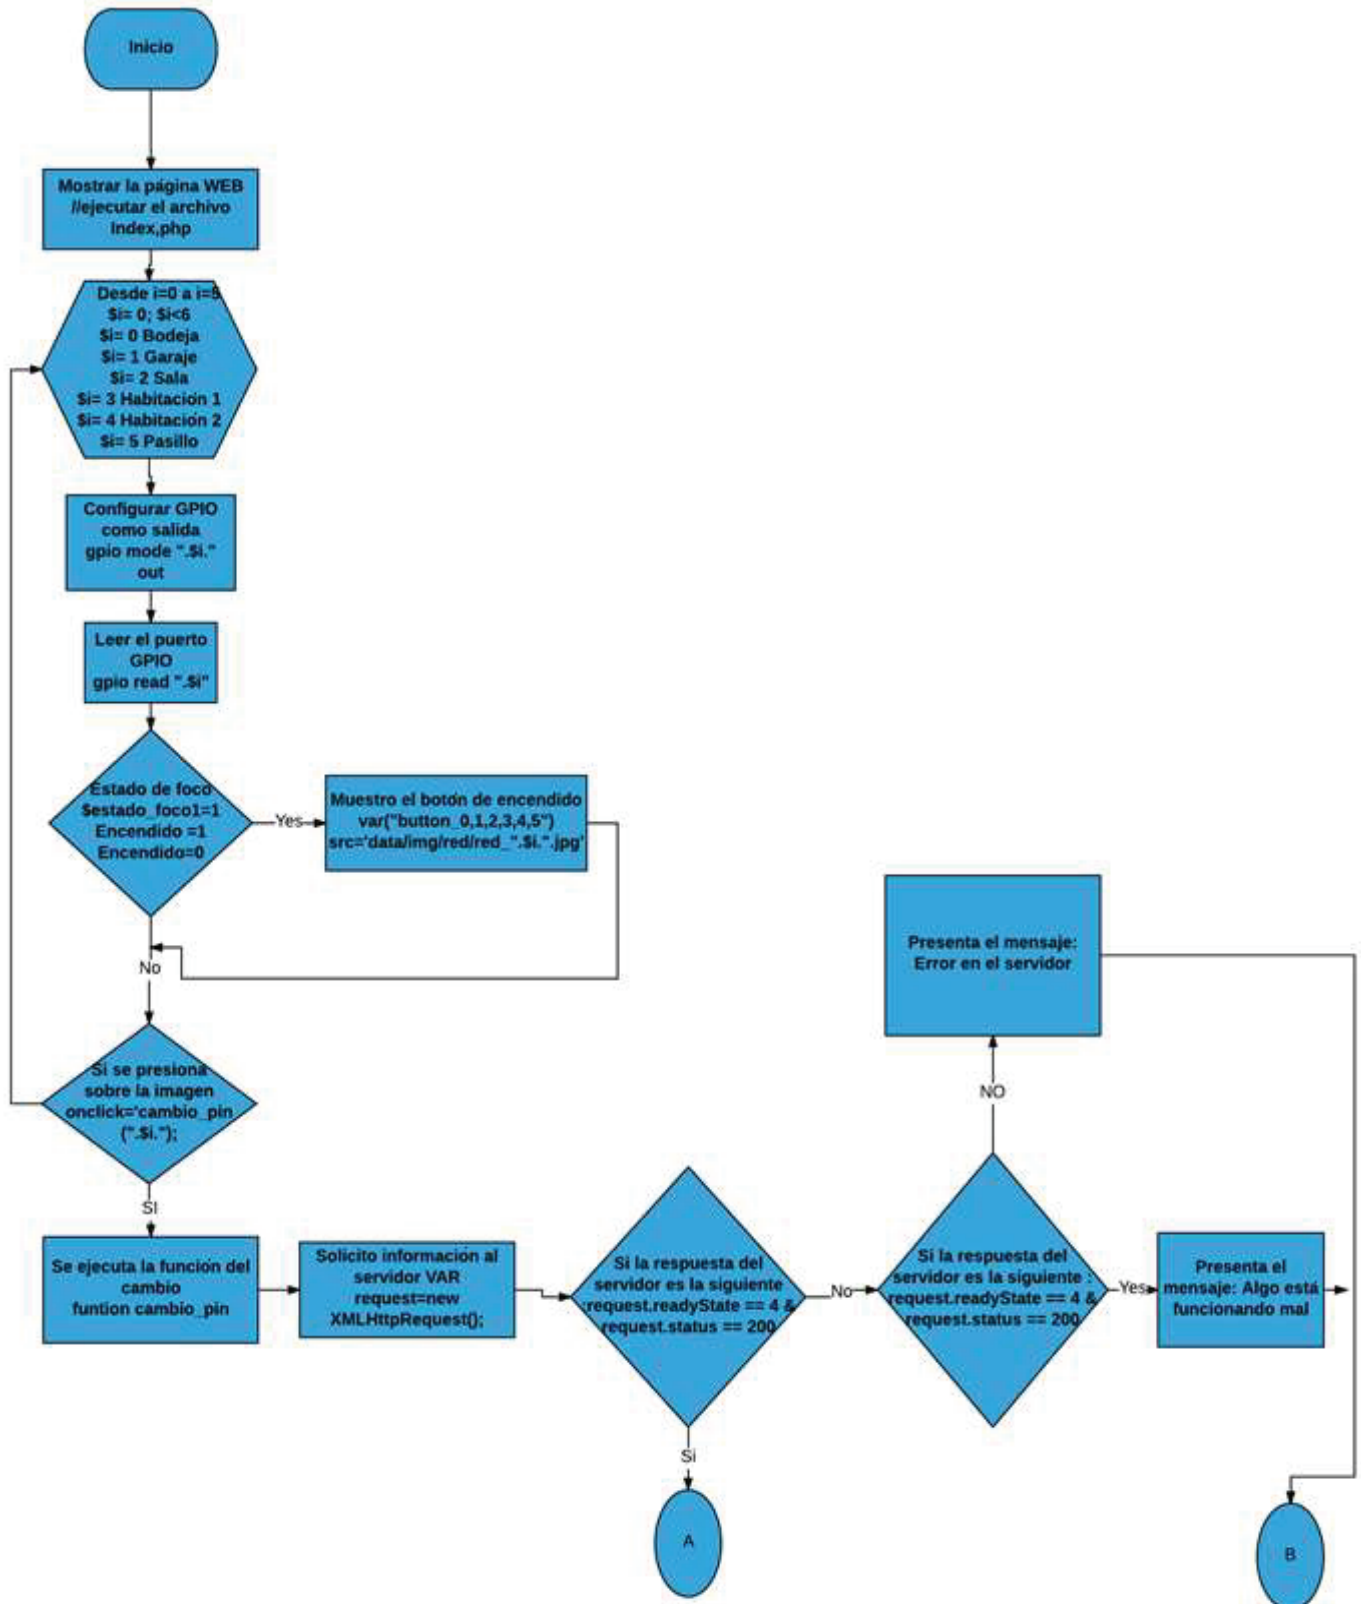 Inicio
Mostrar la página WEB
//ejecutar el archivo
Index,php
Desde i=0 a i=5
$i= 0; $i<6
$i= 0 Bodeja
$i= 1 Garaje
$i= 2 Sala
$i= 3 Habitación 1
$i= 4 Habitación 2
$i= 5 Pasillo
Configurar GPIO
como salida
gpio mode ".$i."
out
Leer el puerto
GPIO
gpio read ".$i"
Estado de foco
$estado_foco1=1
Encendido =1
Encendido=0
Yes
Muestro el botón de encendido
var("button_0,1,2,3,4,5")
src='data/img/red/red_".$i.".jpg'
No
Si se presiona
sobre la imagen
onclick='cambio_pin
(".$i.");
SI
Se ejecuta la función del
cambio
funtion cambio_pin
Solicito información al
servidor VAR
request=new
XMLHttpRequest();
Si la respuesta del
servidor es la siguiente
:request.readyState == 4 &
request.status == 200
Si
A
No
Si la respuesta del
servidor es la siguiente :
request.readyState == 4 &
request.status == 200
NO
Presenta el mensaje:
Error en el servidor
Yes
Presenta el
mensaje: Algo está
funcionando mal
B